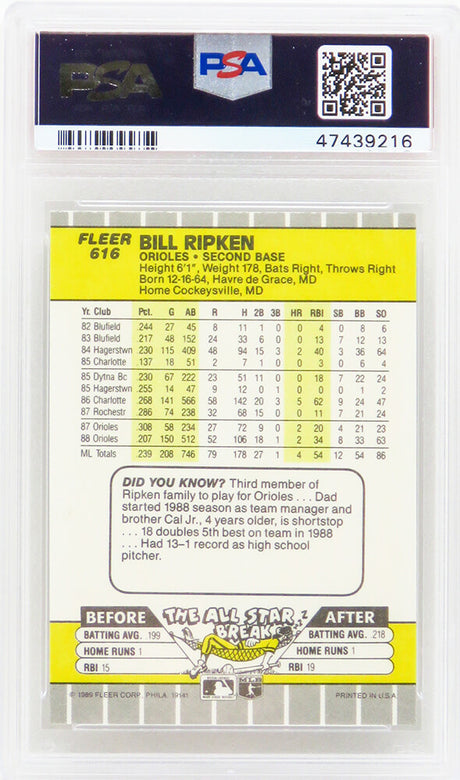 PSA PSA
47439216
FLEER 616
BILL RIPKEN
ORIOLES • SECOND BASE
Height 6'1", Weight 178, Bats Right, Throws Right
Born 12-16-64, Havre de Grace, MD
Home Cockeysville, MD
Yr. Club Pct. G AB R H 2B 3B HR RBI SB BB SO
82 Blufield .244 27 45 8 11 1 0 0 4 0 8 6
83 Blufield .217 48 152 24 33 6 0 0 13 7 12 13
84 Hagerstwn .230 115 409 48 94 15 3 2 40 3 36 64
85 Charlotte .137 18 51 2 7 1 0 0 3 0 6 4
85 Dytna Bc .230 67 222 23 51 11 0 0 18 7 22 24
85 Hagerstwn .255 14 47 9 12 0 1 0 0 0 1 2
86 Charlotte .268 141 566 58 142 20 3 5 62 9 24 47
87 Rochestr .286 74 238 32 68 15 0 0 11 7 21 24
87 Orioles .308 58 234 27 72 9 0 2 20 4 21 23
88 Orioles .207 150 512 52 106 18 1 2 34 8 33 63
ML Totals .239 208 746 79 178 27 1 4 54 12 54 86
DID YOU KNOW? Third member of
Ripken family to play for Orioles . . . Dad
started 1988 season as team manager and
brother Cal Jr., 4 years older, is shortstop
. . . 18 doubles 5th best on team in 1988
. . . Had 13–1 record as high school
pitcher.
BEFORE THE ALL STAR BREAK AFTER
BATTING AVG. .199 BATTING AVG. .218
HOME RUNS 1 HOME RUNS 1
RBI 15 RBI 19
© 1989 FLEER CORP. PHILA. 19141 MLB PRINTED IN U.S.A.